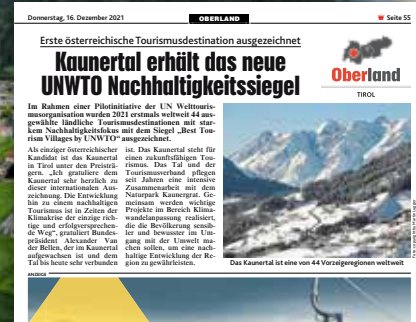 Donnerstag, 16. Dezember 2021
OBERLAND
Seite 55
Erste österreichische Tourismusdestination ausgezeichnet
Kaunertal erhält das neue
UNWTO Nachhaltigkeitssiegel
Oberland
TIROL
Im Rahmen einer Pilotinitiative der UN Welttouris-
musorganisation wurden 2021 erstmals weltweit 44 aus-
gewählte ländliche Tourismusdestinationen mit star-
kem Nachhaltigkeitsfokus mit dem Siegel „Best Tou-
rism Villages by UNWTO“ ausgezeichnet.
Als einziger österreichischer
Kandidat ist das Kaunertal
in Tirol unter den Preisträ-
gern. „Ich gratuliere dem
Kaunertal sehr herzlich zu
dieser internationalen Aus-
zeichnung. Die Entwicklung
hin zu einem nachhaltigen
Tourismus ist in Zeiten der
Klimakrise der einzige rich-
tige und erfolgversprechen-
de Weg“, gratuliert Bundes-
präsident Alexander Van
der Bellen, der im Kaunertal
aufgewachsen ist und dem
Tal bis heute sehr verbunden
ist. Das Kaunertal steht für
einen zukunftsfähigen Tou-
rismus. Das Tal und der
Tourismusverband pflegen
seit Jahren eine intensive
Zusammenarbeit mit dem
Naturpark Kaunergrat. Ge-
meinsam werden wichtige
Projekte im Bereich Klima-
wandelanpassung realisiert,
die die Bevölkerung sensib-
ler und bewusster im Um-
gang mit der Umwelt ma-
chen sollen, um eine nach-
haltige Entwicklung der Re-
gion zu gewährleisten.
Das Kaunertal ist eine von 44 Vorzeigeregionen weltweit
ANZEIGE